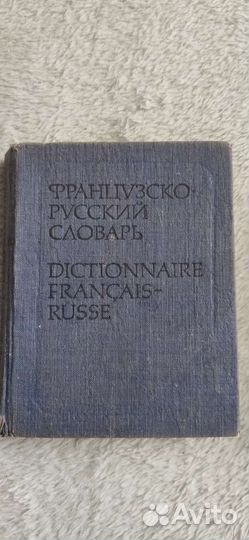 ФРАНЦУЗСКО-
РУССКИЙ
СЛОВАРЬ
DICTIONNAIRE
FRANÇAIS-
RUSSE
Avito